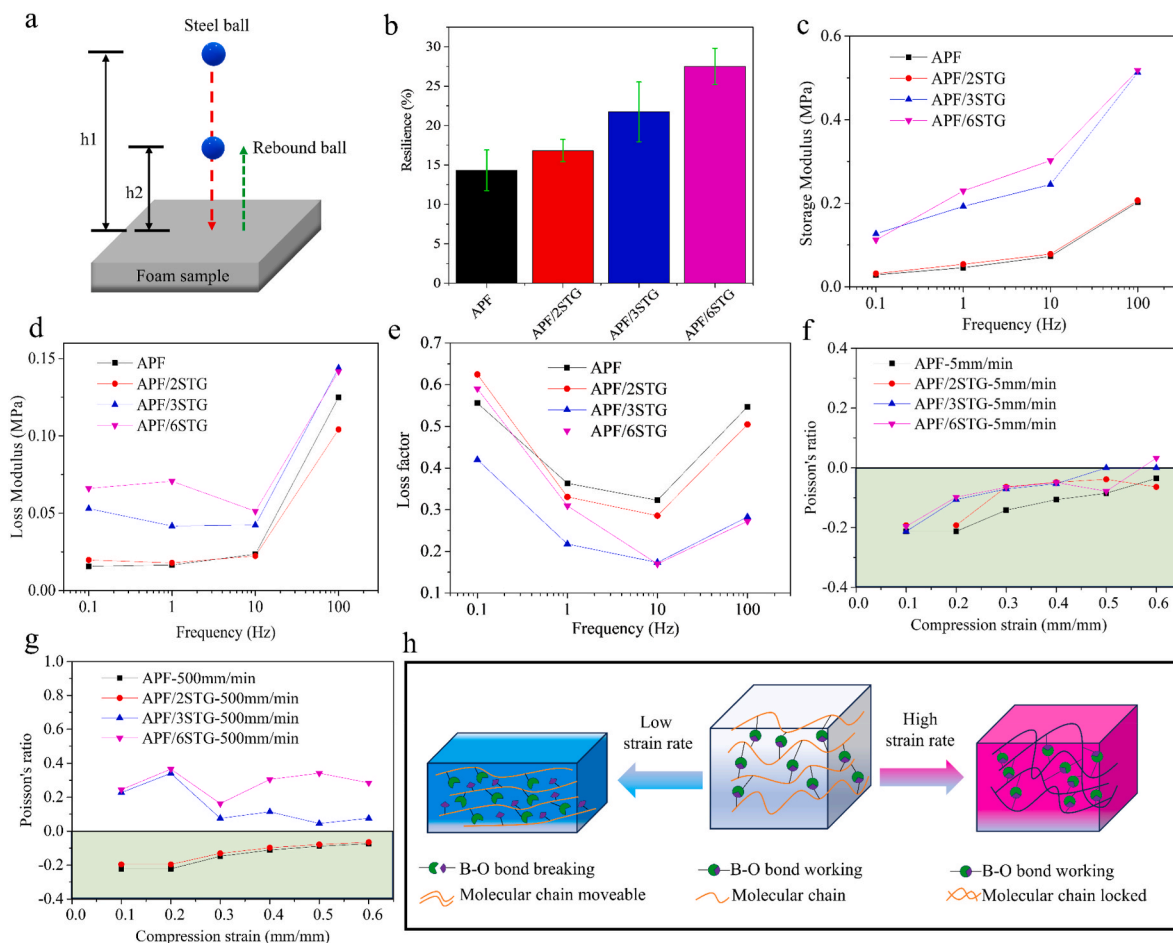 a
Steel ball
h1
h2
Rebound ball
Foam sample
b
Resilience (%)
30
25
20
15
10
5
0
APF
APF/2STG
APF/3STG
APF/6STG
c
APF
APF/2STG
APF/3STG
APF/6STG
Storage Modulus (MPa)
0.6
0.4
0.2
0.0
0.1 1 10 100
Frequency (Hz)
d
APF
APF/2STG
APF/3STG
APF/6STG
Loss Modulus (MPa)
0.15
0.10
0.05
0.00
0.1 1 10 100
Frequency (Hz)
e
APF
APF/2STG
APF/3STG
APF/6STG
Loss factor
0.7
0.6
0.5
0.4
0.3
0.2
0.1
0.1 1 10 100
Frequency (Hz)
f
APF-5mm/min
APF/2STG-5mm/min
APF/3STG-5mm/min
APF/6STG-5mm/min
Poisson's ratio
0.4
0.2
0.0
-0.2
-0.4
0.0 0.1 0.2 0.3 0.4 0.5 0.6
Compression strain (mm/mm)
g
APF-500mm/min
APF/2STG-500mm/min
APF/3STG-500mm/min
APF/6STG-500mm/min
Poisson's ratio
1.0
0.8
0.6
0.4
0.2
0.0
-0.2
-0.4
0.0 0.1 0.2 0.3 0.4 0.5 0.6
Compression strain (mm/mm)
h
Low
strain rate
High
strain rate
B-O bond breaking
Molecular chain moveable
B-O bond working
Molecular chain
B-O bond working
Molecular chain locked